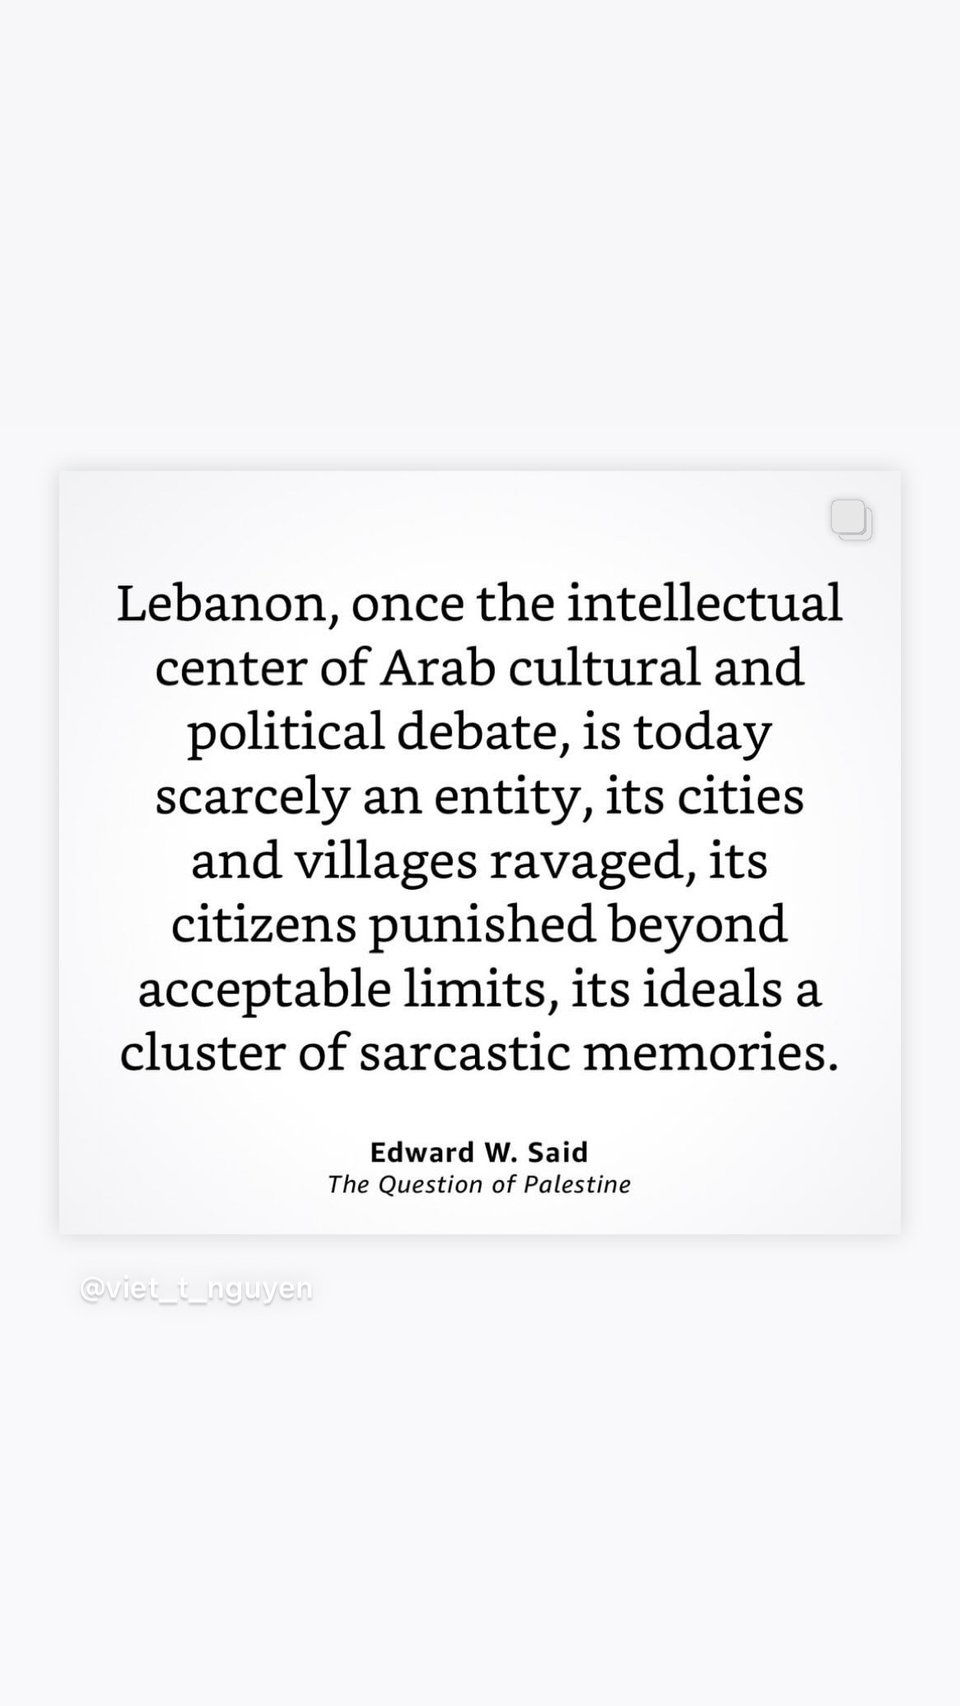 Lebanon, once the intellectual
center of Arab cultural and
political debate, is today
scarcely an entity, its cities
and villages ravaged, its
citizens punished beyond
acceptable limits, its ideals a
cluster of sarcastic memories.
Edward W. Said
The Question of Palestine
@viet_t_nguyen